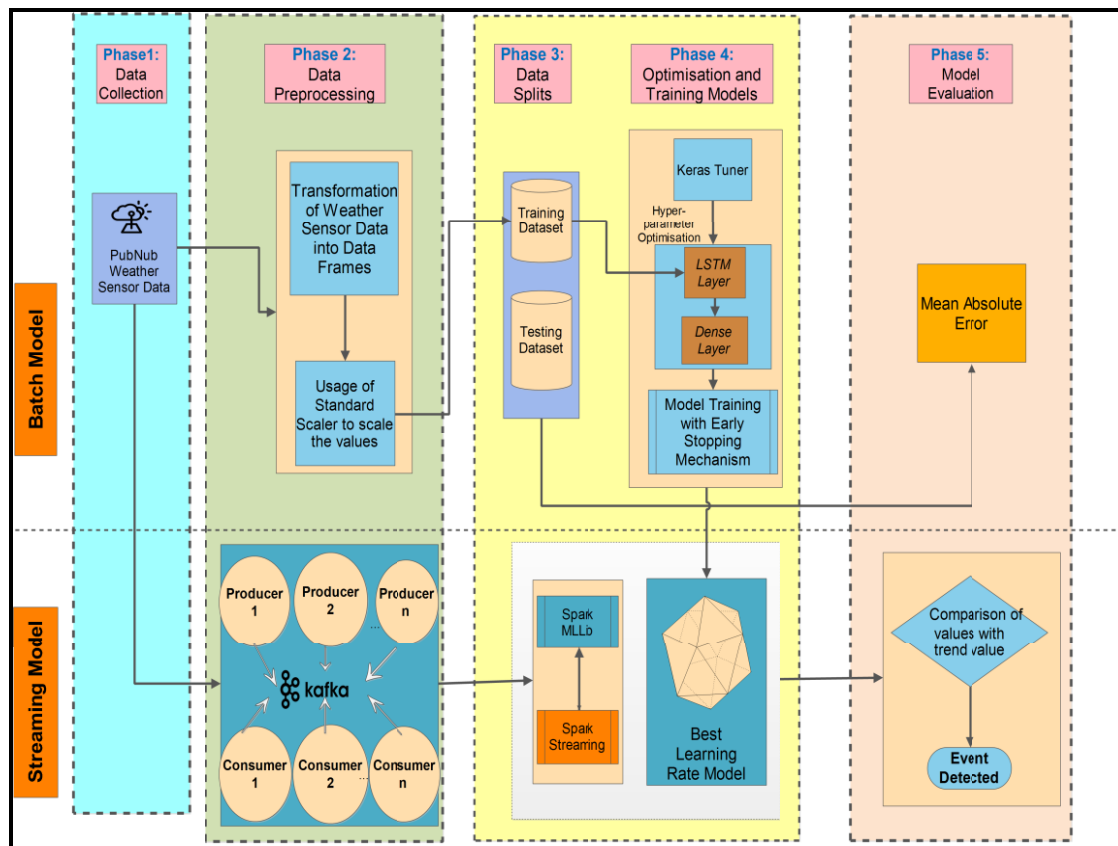 Phase1:
Data
Collection
Phase 2:
Data
Preprocessing
Phase 3:
Data
Splits
Phase 4:
Optimisation and
Training Models
Phase 5:
Model
Evaluation
Batch Model
PubNub
Weather
Sensor Data
Transformation
of Weather
Sensor Data
into Data
Frames
Usage of
Standard
Scaler to scale
the values
Training
Dataset
Testing
Dataset
Keras Tuner
Hyper-
parameter
Optimisation
LSTM
Layer
Dense
Layer
Model Training
with Early
Stopping
Mechanism
Mean Absolute
Error
Streaming Model
Producer
1
Producer
2
...
Producer
n
kafka
Consumer
1
Consumer
2
...
Consumer
n
Spark
MLLb
Spark
Streaming
Best
Learning
Rate Model
Comparison of
values with
trend value
Event
Detected